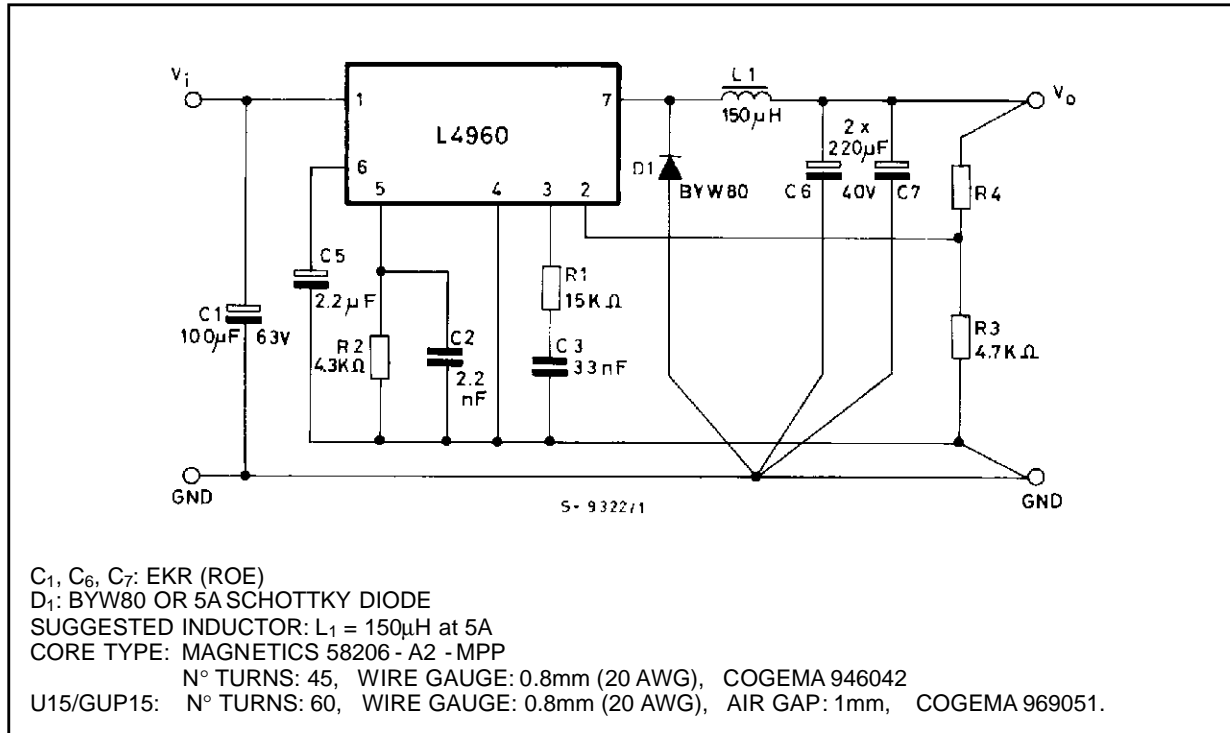 Vi
1
7
L1
150µH
Vo
L4960
2 x
220µF
6
5
4
3
2
D1
BYW80
C6
40V
C7
R4
C5
2.2µF
R1
15KΩ
C1
100µF
63V
R2
4.3KΩ
C2
2.2
nF
C3
33nF
R3
4.7KΩ
GND
GND
S-9322/1
C1, C6, C7: EKR (ROE)
D1: BYW80 OR 5A SCHOTTKY DIODE
SUGGESTED INDUCTOR: L1 = 150µH at 5A
CORE TYPE: MAGNETICS 58206 - A2 - MPP
N° TURNS: 45, WIRE GAUGE: 0.8mm (20 AWG), COGEMA 946042
U15/GUP15: N° TURNS: 60, WIRE GAUGE: 0.8mm (20 AWG), AIR GAP: 1mm, COGEMA 969051.